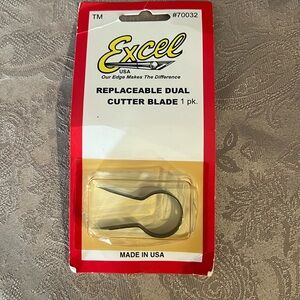 TM #70032
Excel
USA
Our Edge Makes The Difference
REPLACEABLE DUAL
CUTTER BLADE 1 pk.
MADE IN USA